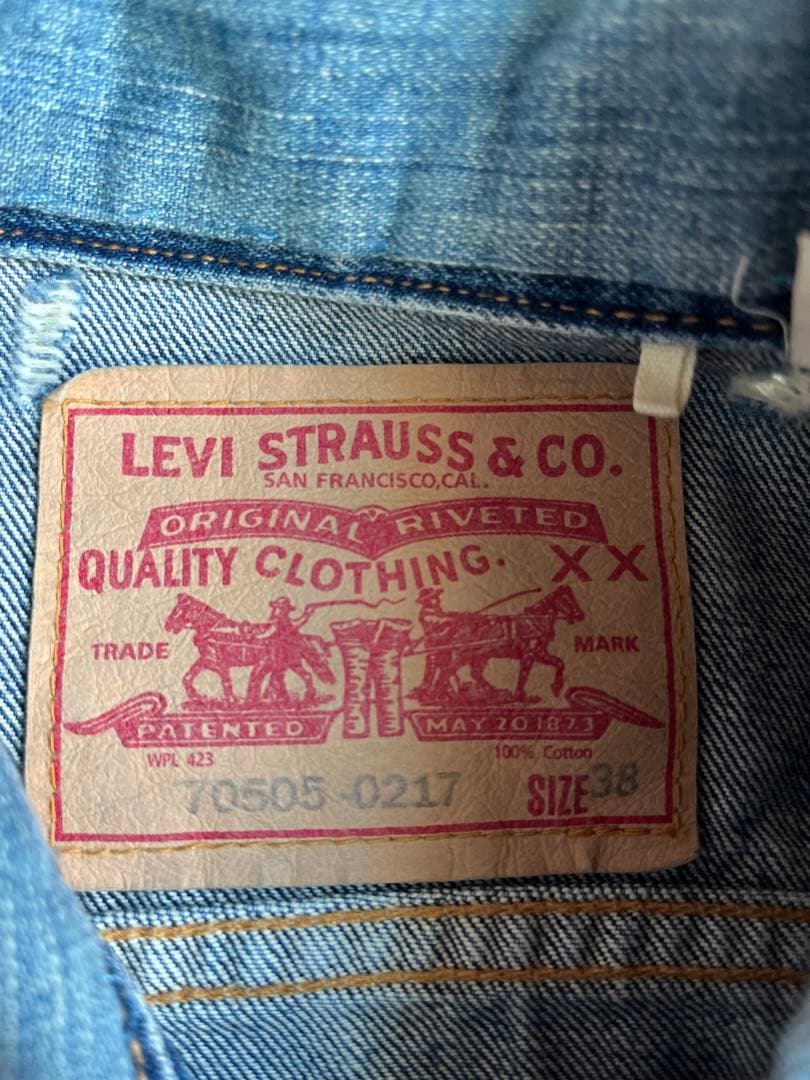 LEVI STRAUSS & CO.
SAN FRANCISCO, CAL.
ORIGINAL RIVETED
QUALITY CLOTHING. XX
TRADE MARK
PATENTED MAY 20 1873
WPL 423 100% Cotton
70505-0217 SIZE 38